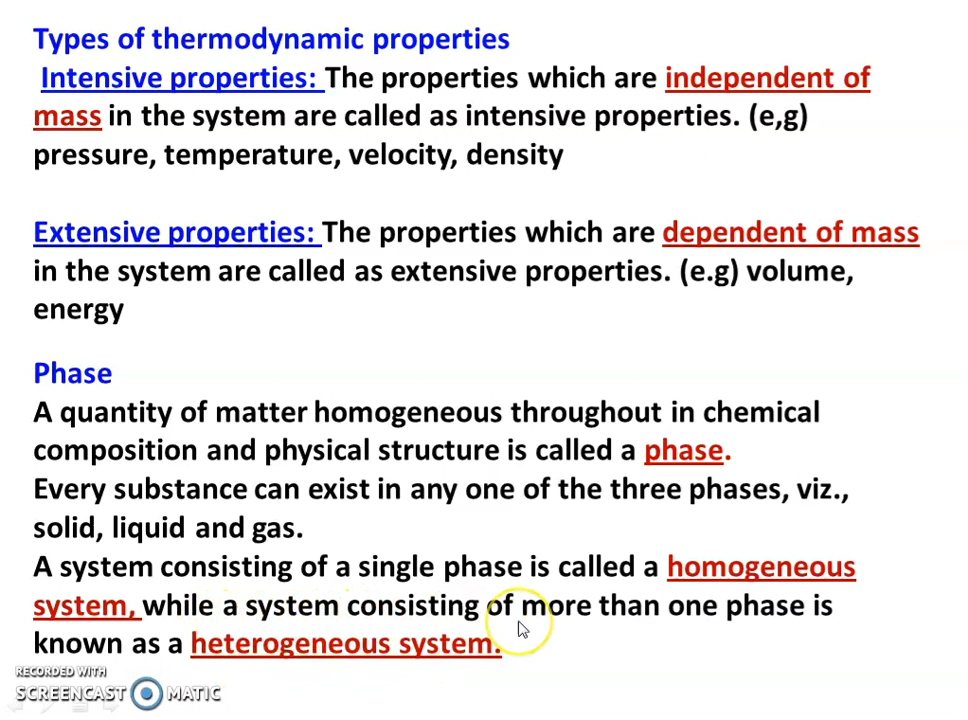 Types of thermodynamic properties
Intensive properties: The properties which are independent of
mass in the system are called as intensive properties. (e,g)
pressure, temperature, velocity, density
Extensive properties: The properties which are dependent of mass
in the system are called as extensive properties. (e.g) volume,
energy
Phase
A quantity of matter homogeneous throughout in chemical
composition and physical structure is called a phase.
Every substance can exist in any one of the three phases, viz.,
solid, liquid and gas.
A system consisting of a single phase is called a homogeneous
system, while a system consisting of more than one phase is
known as a heterogeneous system.
RECORDED WITH
SCREENCAST MATIC